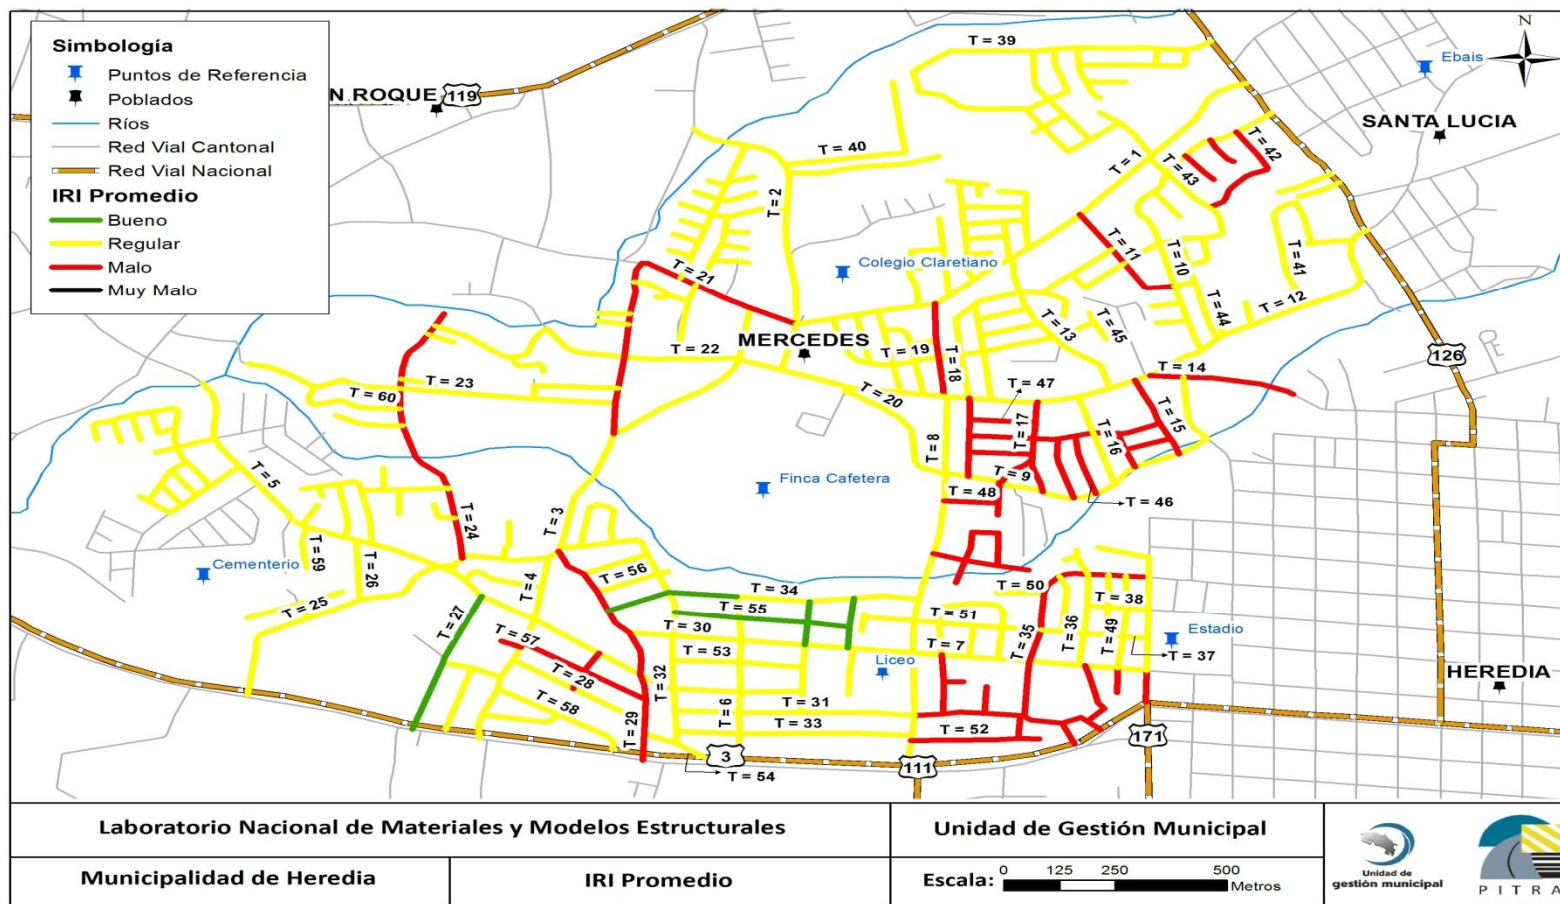 Simbología
Puntos de Referencia
Poblados
Ríos
Red Vial Cantonal
Red Vial Nacional
IRI Promedio
Bueno
Regular
Malo
Muy Malo
N.ROQUE
119
T = 39
N
Ebais
SANTA LUCIA
T = 40
T = 1
T = 42
T = 43
T = 2
T = 11
T = 10
T = 41
T = 44
T = 12
T = 21
Colegio Claretiano
MERCEDES
T = 22
T = 19
T = 18
T = 13
T = 45
126
T = 14
T = 23
T = 60
T = 20
T = 47
T = 17
T = 15
T = 16
T = 8
T = 9
T = 5
Finca Cafetera
T = 48
T = 46
T = 24
T = 3
T = 59
T = 26
Cementerio
T = 25
T = 4
T = 56
T = 34
T = 55
T = 50
T = 38
T = 27
T = 57
T = 30
T = 51
T = 7
T = 35
T = 36
T = 49
Estadio
T = 37
T = 53
T = 32
Liceo
HEREDIA
T = 28
T = 58
T = 29
T = 6
T = 31
T = 33
T = 52
3
T = 54
111
171
Laboratorio Nacional de Materiales y Modelos Estructurales
Unidad de Gestión Municipal
Municipalidad de Heredia
IRI Promedio
Escala:
0 125 250 500
Metros
Unidad de
gestión municipal
PITRA